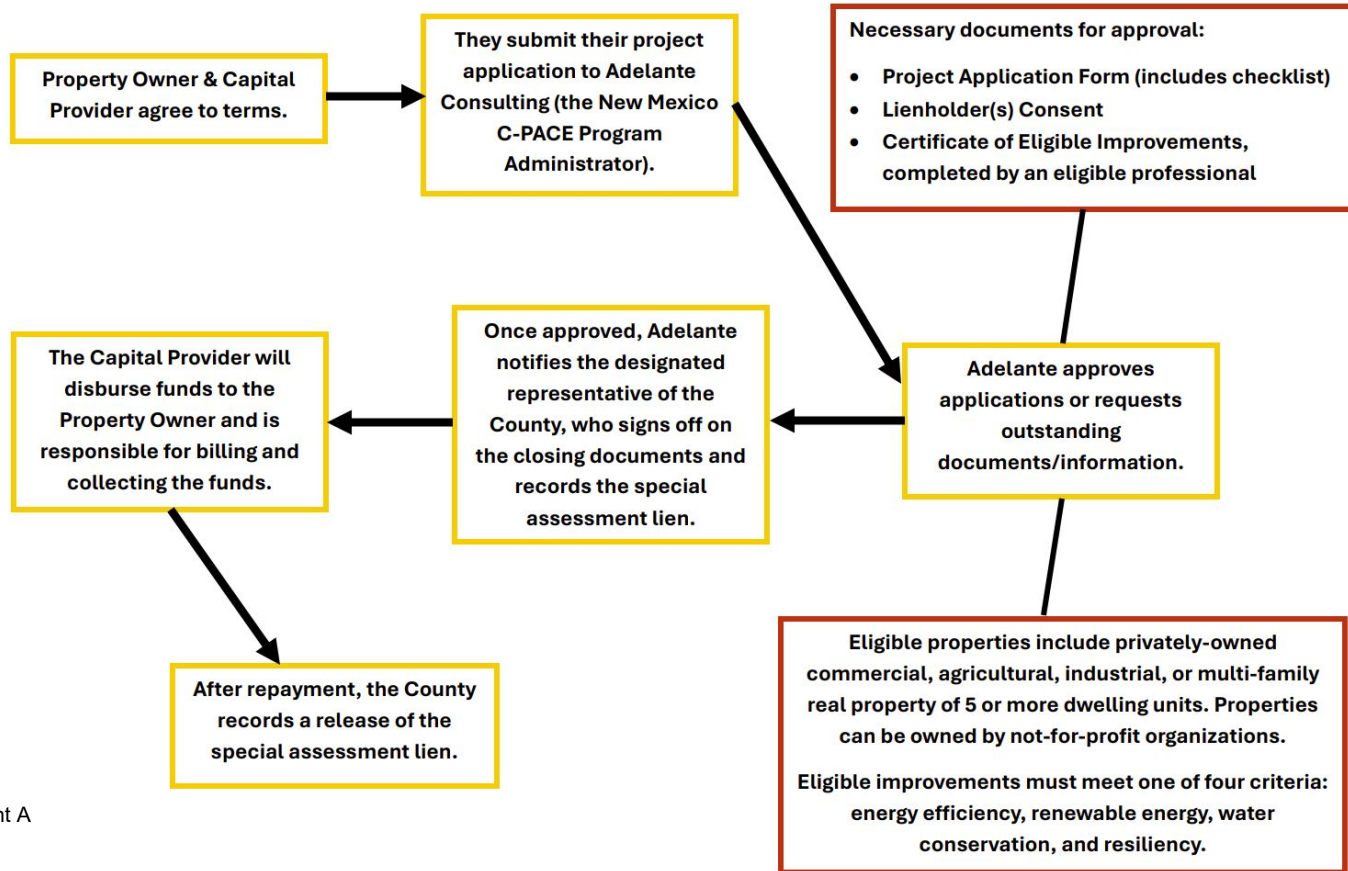 Property Owner & Capital
Provider agree to terms.
They submit their project
application to Adelante
Consulting (the New Mexico
C-PACE Program
Administrator).
Necessary documents for approval:
• Project Application Form (includes checklist)
• Lienholder(s) Consent
• Certificate of Eligible Improvements,
completed by an eligible professional
Adelante approves
applications or requests
outstanding
documents/information.
Once approved, Adelante
notifies the designated
representative of the
County, who signs off on
the closing documents and
records the special
assessment lien.
The Capital Provider will
disburse funds to the
Property Owner and is
responsible for billing and
collecting the funds.
After repayment, the County
records a release of the
special assessment lien.
Eligible properties include privately-owned
commercial, agricultural, industrial, or multi-family
real property of 5 or more dwelling units. Properties
can be owned by not-for-profit organizations.
Eligible improvements must meet one of four criteria:
energy efficiency, renewable energy, water
conservation, and resiliency.
nt A